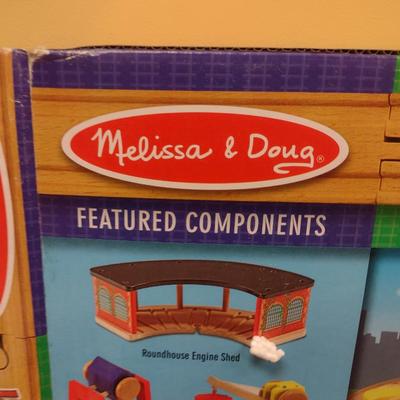 Melissa & Doug®
FEATURED COMPONENTS
Roundhouse Engine Shed